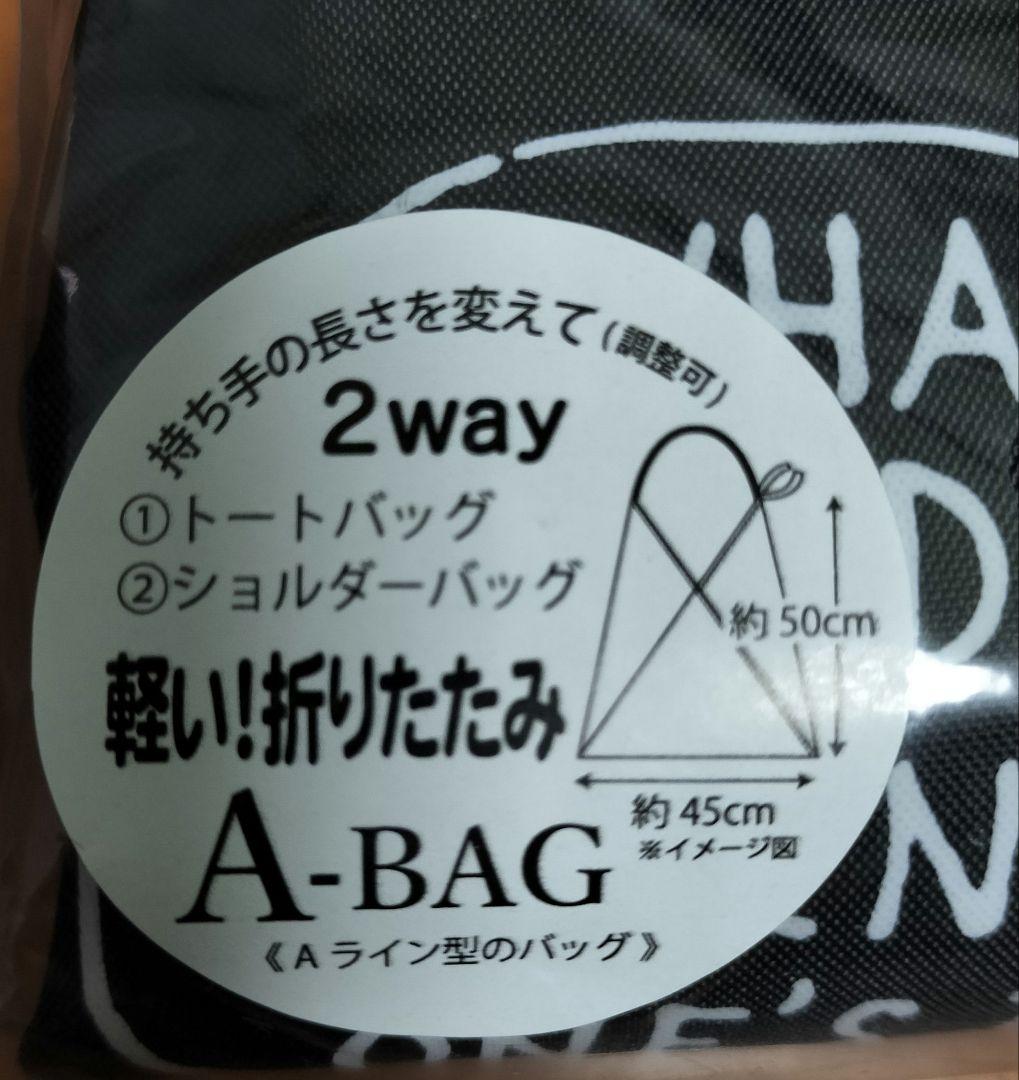 持ち手の長さを変えて(調整可)
2way
①トートバッグ
②ショルダーバッグ
軽い!折りたたみ
約50cm
約45cm
※イメージ図
A-BAG
《Aライン型のバッグ》
HA
D
N
ONE'S